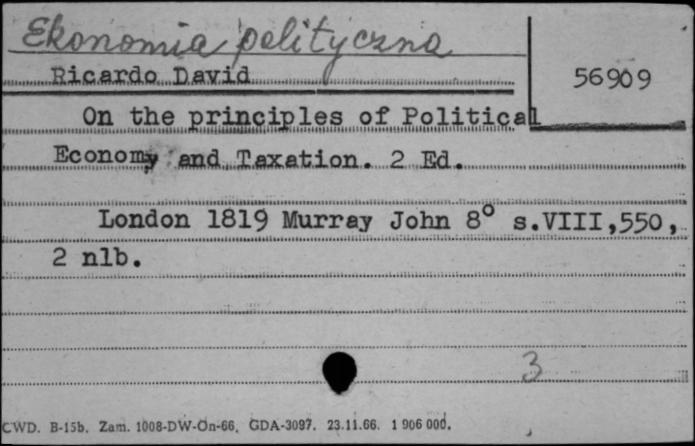 Ekonomia polityczna
Ricardo David
56909
On the principles of Political
Economy and Taxation. 2 Ed.
London 1819 Murray John 8° s.VIII,550,
2 nlb.
3
CWD. B-15b. Zam. 1008-DW-On-66. GDA-3097. 23.11.66. 1 906 000.